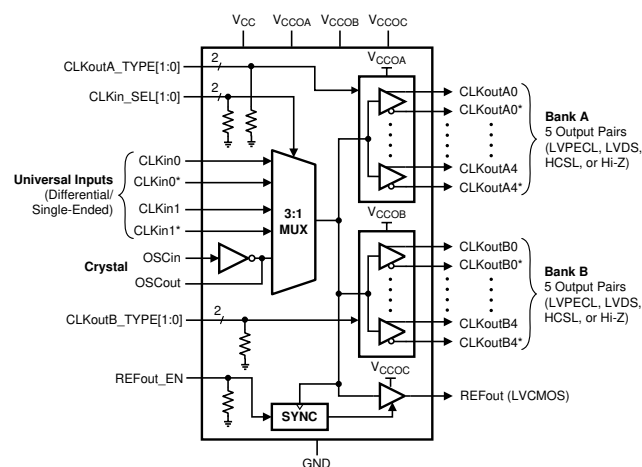 VCC VCCOA VCCOB VCCOC
CLKoutA_TYPE[1:0]
2
CLKin_SEL[1:0]
2
Universal Inputs
(Differential/
Single-Ended)
CLKin0
CLKin0*
CLKin1
CLKin1*
Crystal
OSCin
OSCout
3:1
MUX
CLKoutB_TYPE[1:0]
2
REFout_EN
SYNC
GND
VCCOA
CLKoutA0
CLKoutA0*
CLKoutA4
CLKoutA4*
Bank A
5 Output Pairs
(LVPECL, LVDS,
HCSL, or Hi-Z)
VCCOB
CLKoutB0
CLKoutB0*
CLKoutB4
CLKoutB4*
Bank B
5 Output Pairs
(LVPECL, LVDS,
HCSL, or Hi-Z)
VCCOC
REFout (LVCMOS)